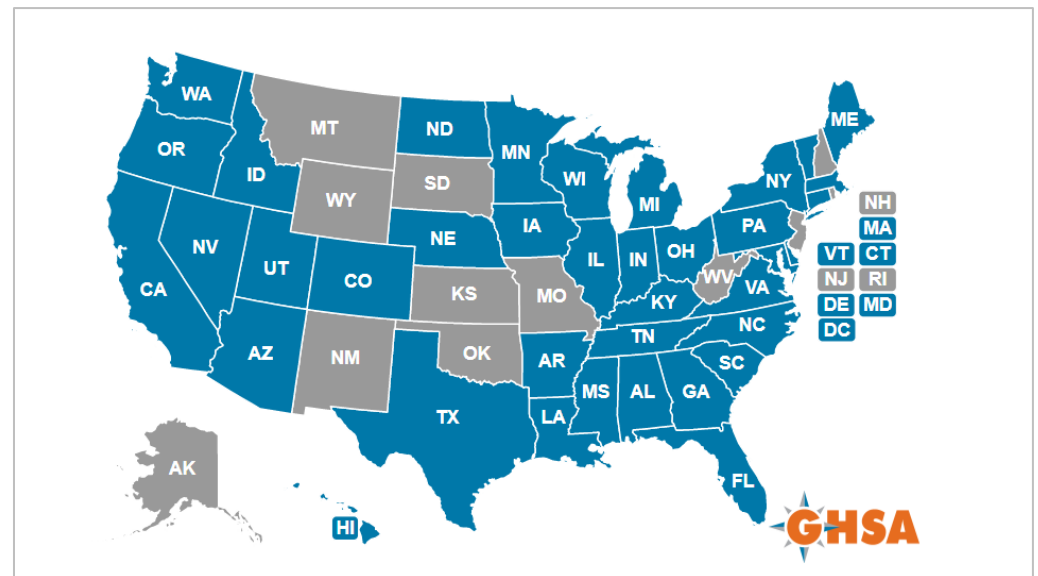 WA
MT
ND
ME
OR
ID
MN
SD
WI
NY
WY
MI
NH
IA
PA
MA
NE
NV
OH
IL
IN
VT CT
UT
CO
WV
NJ RI
CA
KS
MO
VA
KY
DE MD
NC
DC
TN
AZ
NM
OK
AR
SC
MS
AL
GA
TX
LA
AK
FL
HI
GHSA